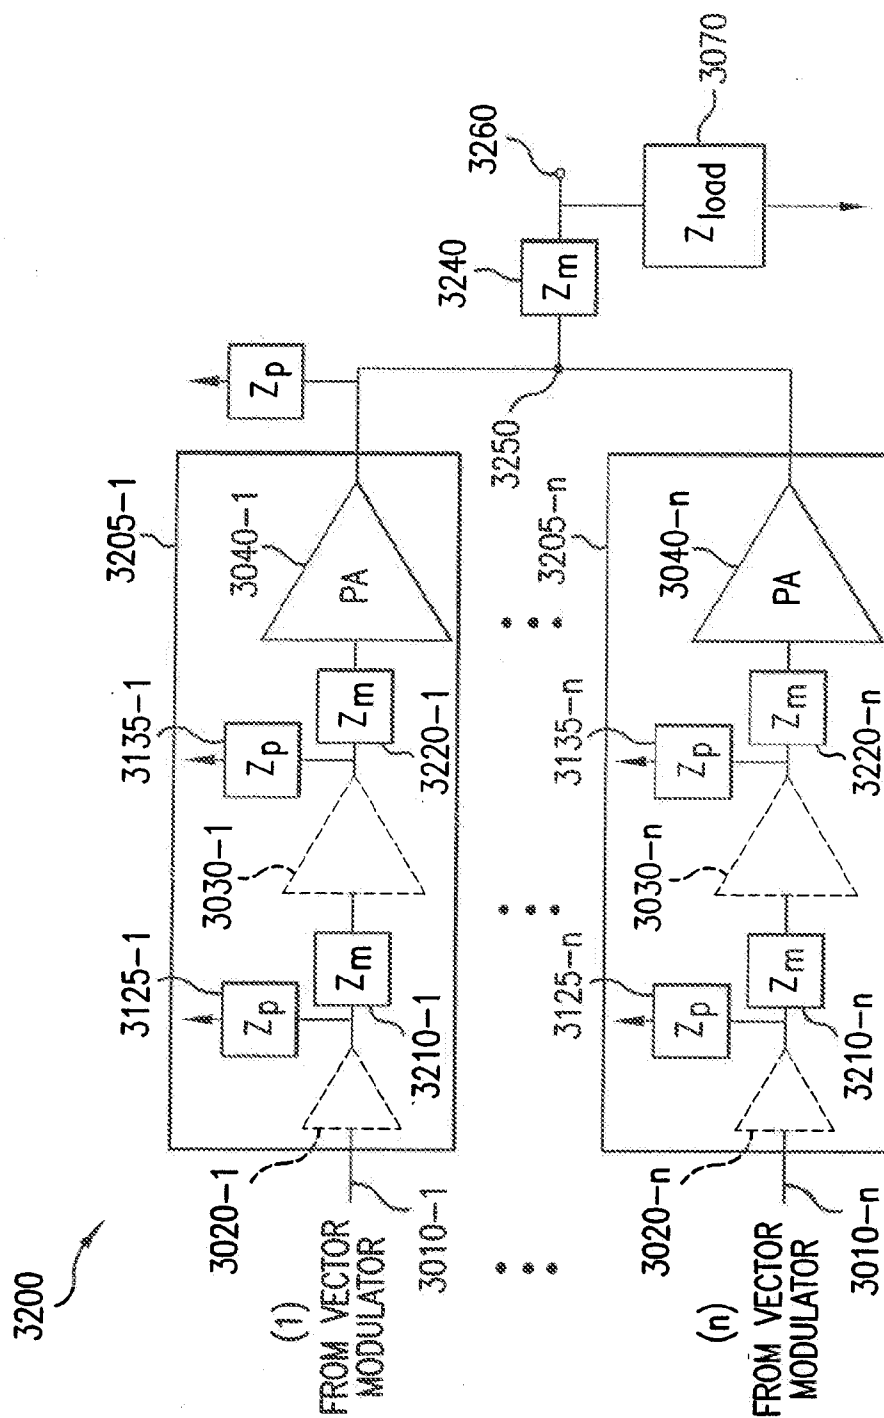 3200
(1)
FROM VECTOR
MODULATOR
3010-1
3020-1
3125-1
Zp
Zm
3210-1
3030-1
3135-1
Zp
Zm
3220-1
3205-1
3040-1
PA
Zp
3250
3240
Zm
3260
Zload
3070
(n)
FROM VECTOR
MODULATOR
3010-n
3020-n
3125-n
Zp
Zm
3210-n
3030-n
3135-n
Zp
Zm
3220-n
3205-n
3040-n
PA